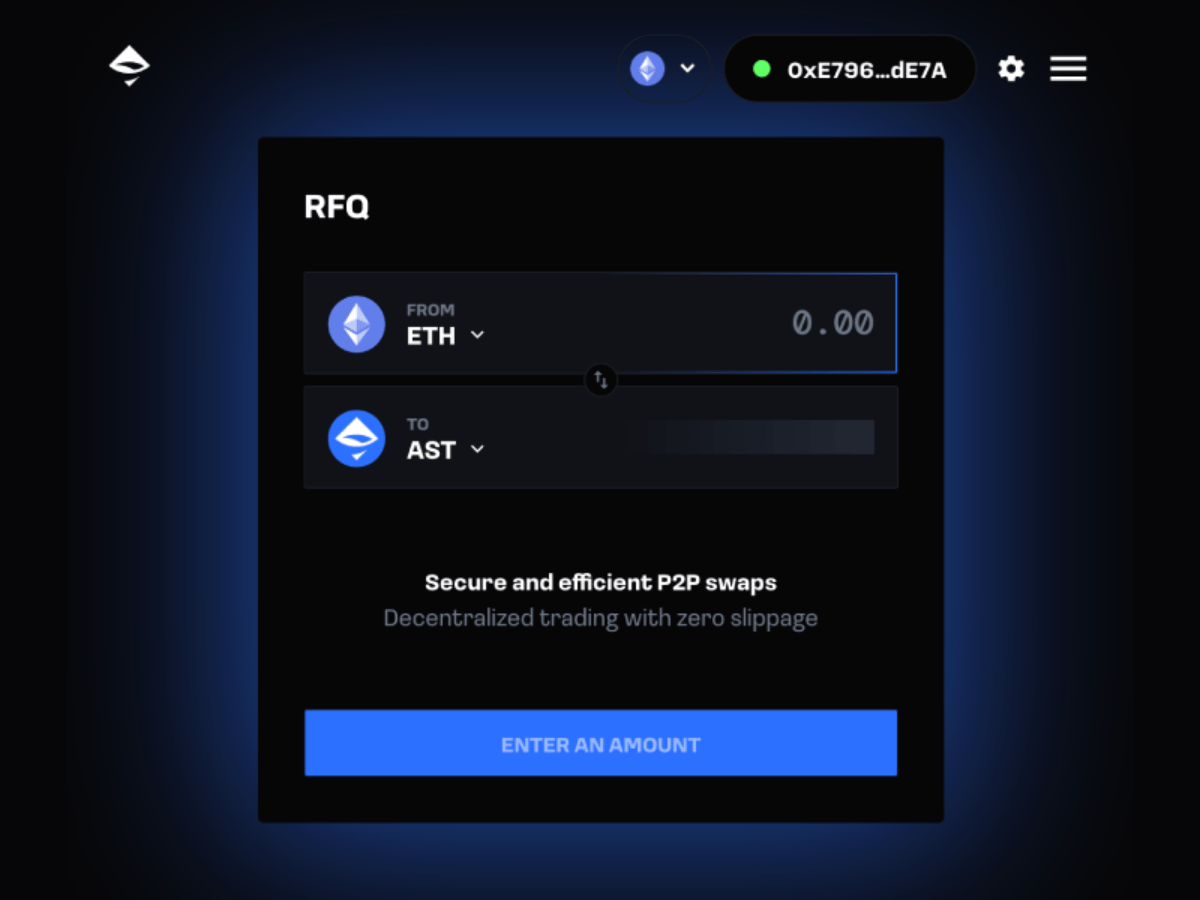 0xE796...dE7A
RFQ
FROM
ETH
0.00
TO
AST
Secure and efficient P2P swaps
Decentralized trading with zero slippage
ENTER AN AMOUNT